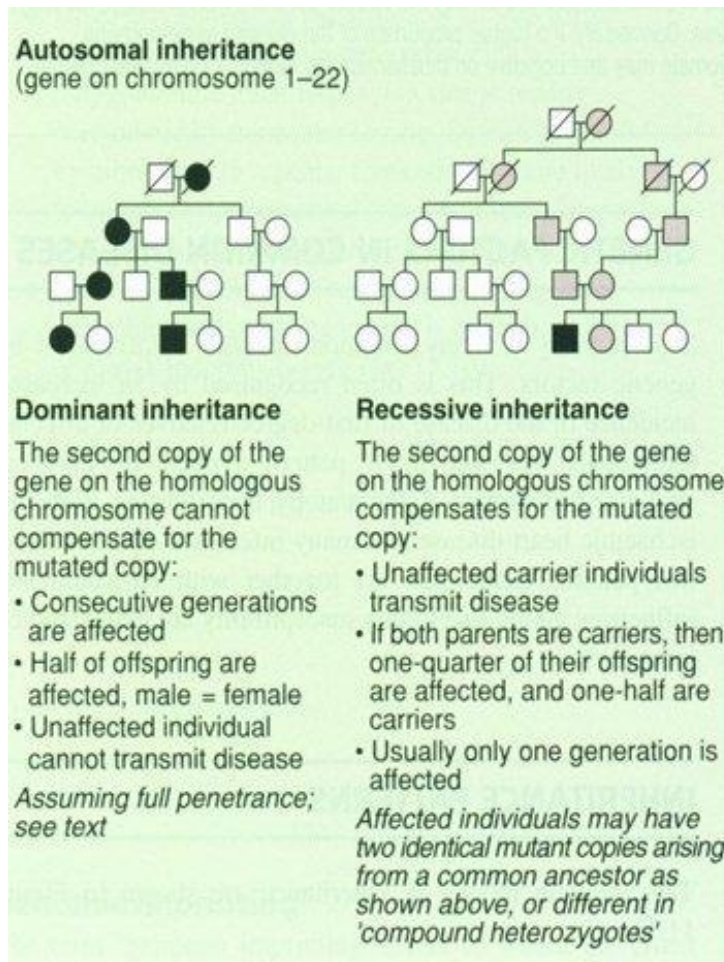 Autosomal inheritance
(gene on chromosome 1–22)
Dominant inheritance
The second copy of the
gene on the homologous
chromosome cannot
compensate for the
mutated copy:
• Consecutive generations
are affected
• Half of offspring are
affected, male = female
• Unaffected individual
cannot transmit disease
Assuming full penetrance;
see text
Recessive inheritance
The second copy of the gene
on the homologous chromosome
compensates for the mutated
copy:
• Unaffected carrier individuals
transmit disease
• If both parents are carriers, then
one-quarter of their offspring
are affected, and one-half are
carriers
• Usually only one generation is
affected
Affected individuals may have
two identical mutant copies arising
from a common ancestor as
shown above, or different in
'compound heterozygotes'